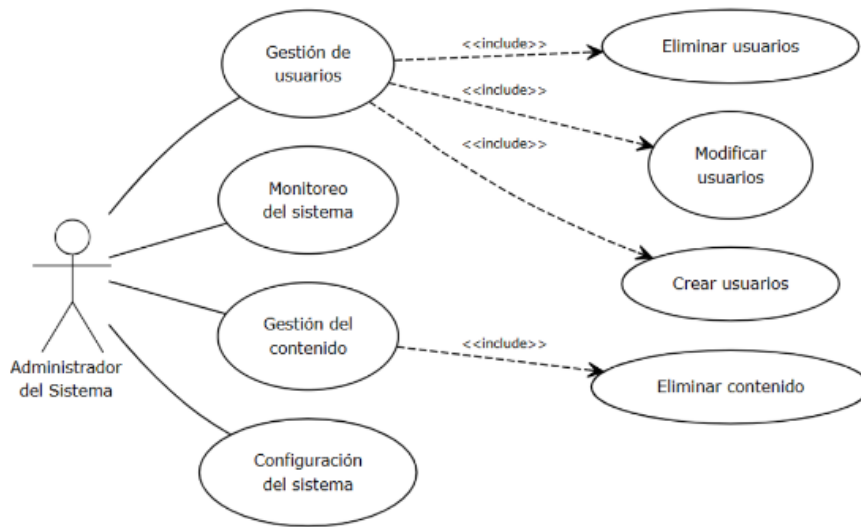 Gestión de
usuarios
<<include>>
Eliminar usuarios
<<include>>
Modificar
usuarios
<<include>>
Crear usuarios
Monitoreo
del sistema
Gestión del
contenido
<<include>>
Eliminar contenido
Administrador
del Sistema
Configuración
del sistema